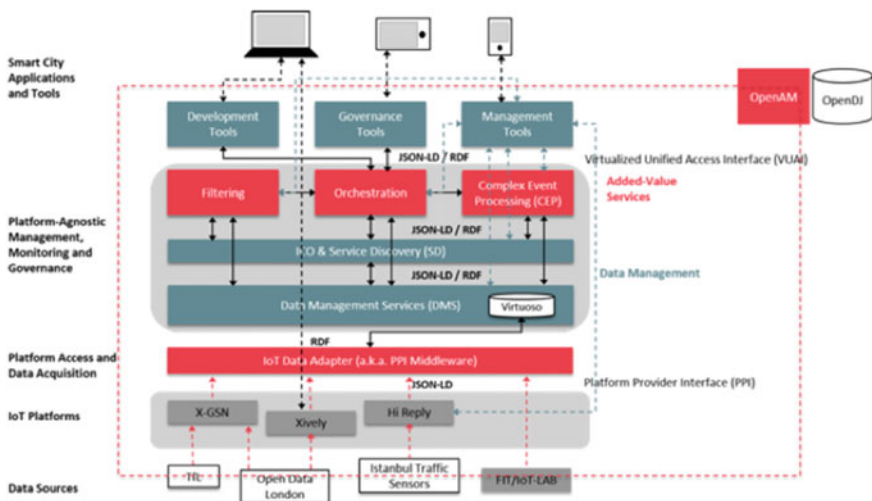 Smart City
Applications
and Tools
OpenAM
OpenDJ
Development
Tools
Governance
Tools
Management
Tools
JSON-LD / RDF
Virtualized Unified Access Interface (VUAI)
Filtering
Orchestration
Complex Event
Processing (CEP)
Added-Value
Services
Platform-Agnostic
Management,
Monitoring and
Governance
JSON-LD / RDF
ICO & Service Discovery (SD)
JSON-LD / RDF
Data Management
Data Management Services (DMS)
Virtuoso
RDF
Platform Access and
Data Acquisition
IoT Data Adapter (a.k.a. PPI Middleware)
JSON-LD
Platform Provider Interface (PPI)
IoT Platforms
X-GSN
Xively
Hi Reply
Data Sources
TfL
Open Data
London
Istanbul Traffic
Sensors
FIT/IoT-LAB